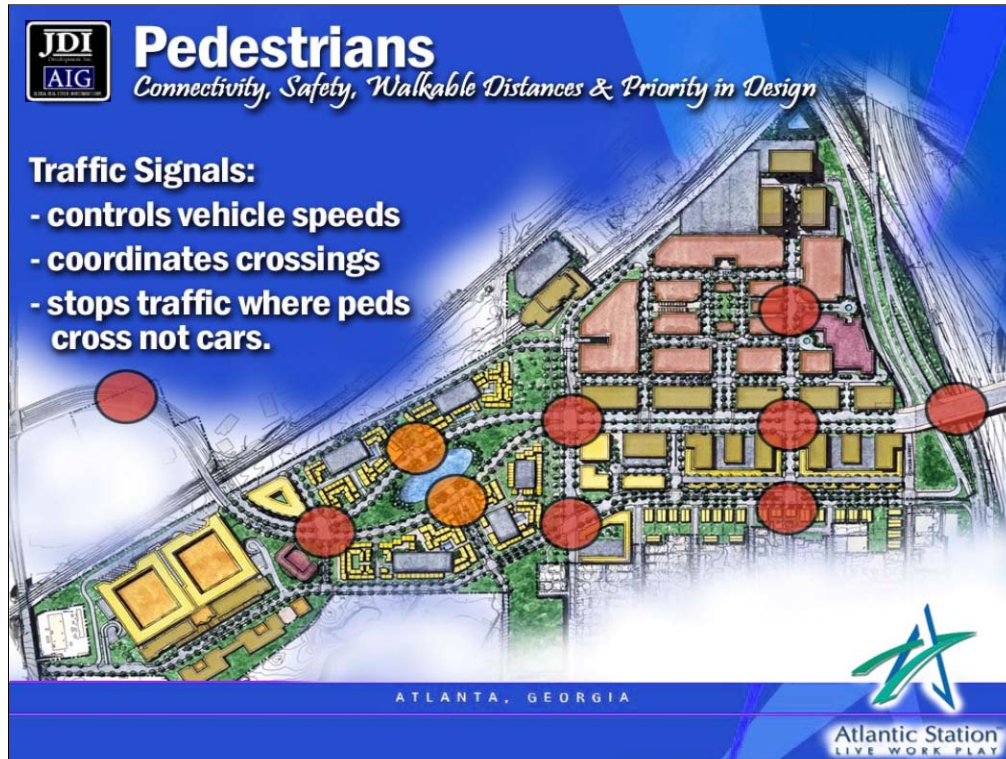 JDI
AIG
Pedestrians
Connectivity, Safety, Walkable Distances & Priority in Design
Traffic Signals:
- controls vehicle speeds
- coordinates crossings
- stops traffic where peds
cross not cars.
ATLANTA, GEORGIA
Atlantic Station
LIVE WORK PLAY